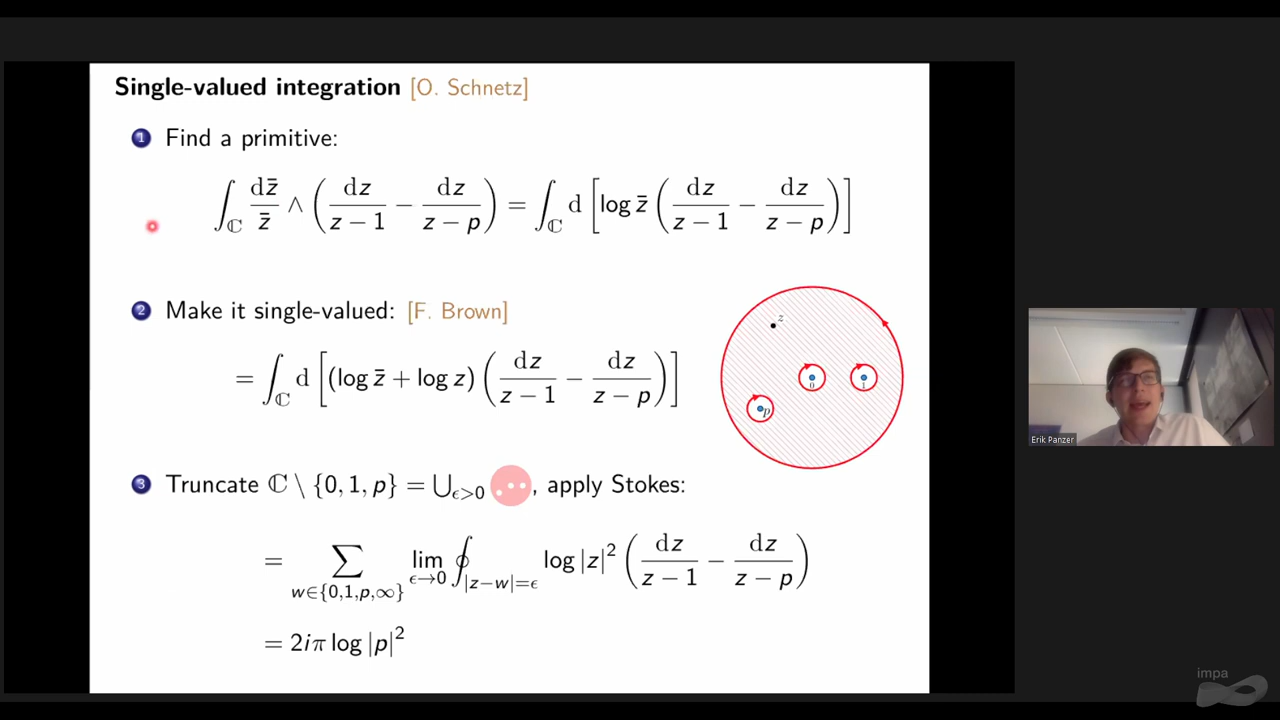 Single-valued integration [O. Schnetz]
1 Find a primitive:
∫_ℂ dz̄/z̄ ∧ (dz/(z − 1) − dz/(z − p)) = ∫_ℂ d [log z̄ (dz/(z − 1) − dz/(z − p))]
2 Make it single-valued: [F. Brown]
= ∫_ℂ d [(log z̄ + log z) (dz/(z − 1) − dz/(z − p))]
z
0
1
p
3 Truncate ℂ \ {0, 1, p} = ⋃_{ϵ>0} , apply Stokes:
= ∑_{w∈{0,1,p,∞}} lim_{ϵ→0} ∮_{|z−w|=ϵ} log |z|² (dz/(z − 1) − dz/(z − p))
= 2iπ log |p|²
Erik Panzer
impa